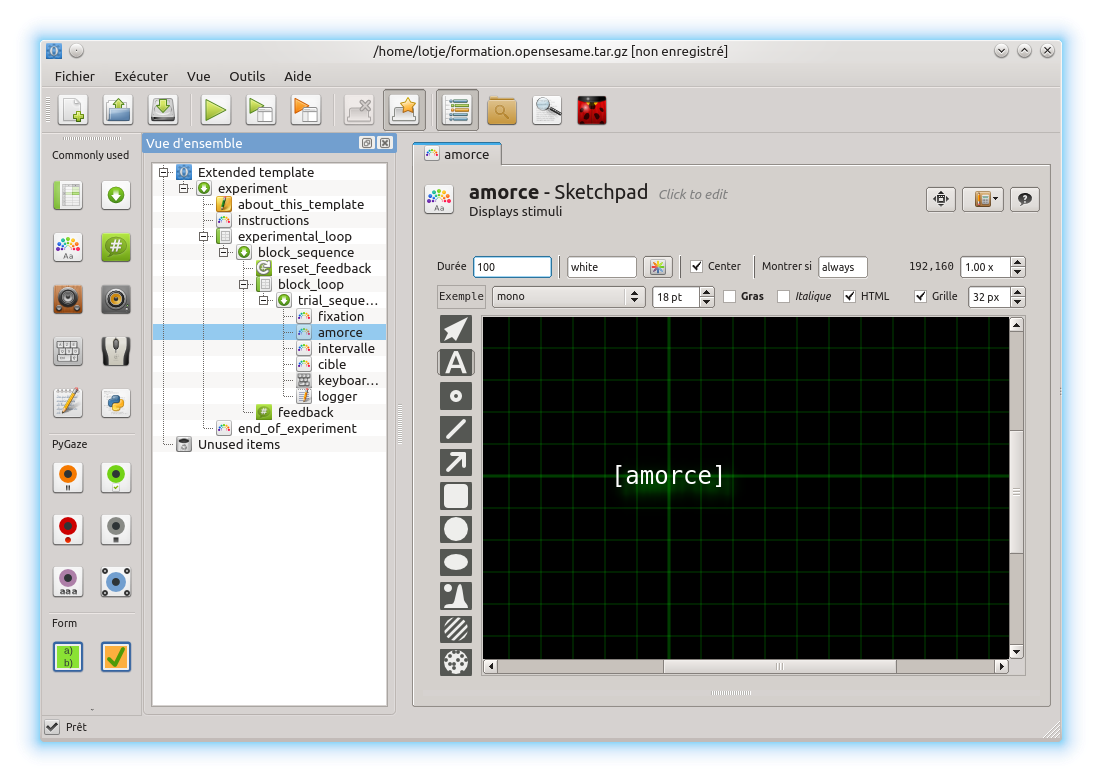 /home/lotje/formation.opensesame.tar.gz [non enregistré]
Fichier Exécuter Vue Outils Aide
Commonly used
PyGaze
aaa
Form
a)
b)
Vue d'ensemble
Extended template
experiment
about_this_template
instructions
experimental_loop
block_sequence
reset_feedback
block_loop
trial_seque...
fixation
amorce
intervalle
cible
keyboar...
logger
feedback
end_of_experiment
Unused items
amorce
amorce - Sketchpad Click to edit
Displays stimuli
Durée 100 white Center Montrer si always 192,160 1.00 x
Exemple mono 18 pt Gras Italique HTML Grille 32 px
A
[amorce]
Prêt